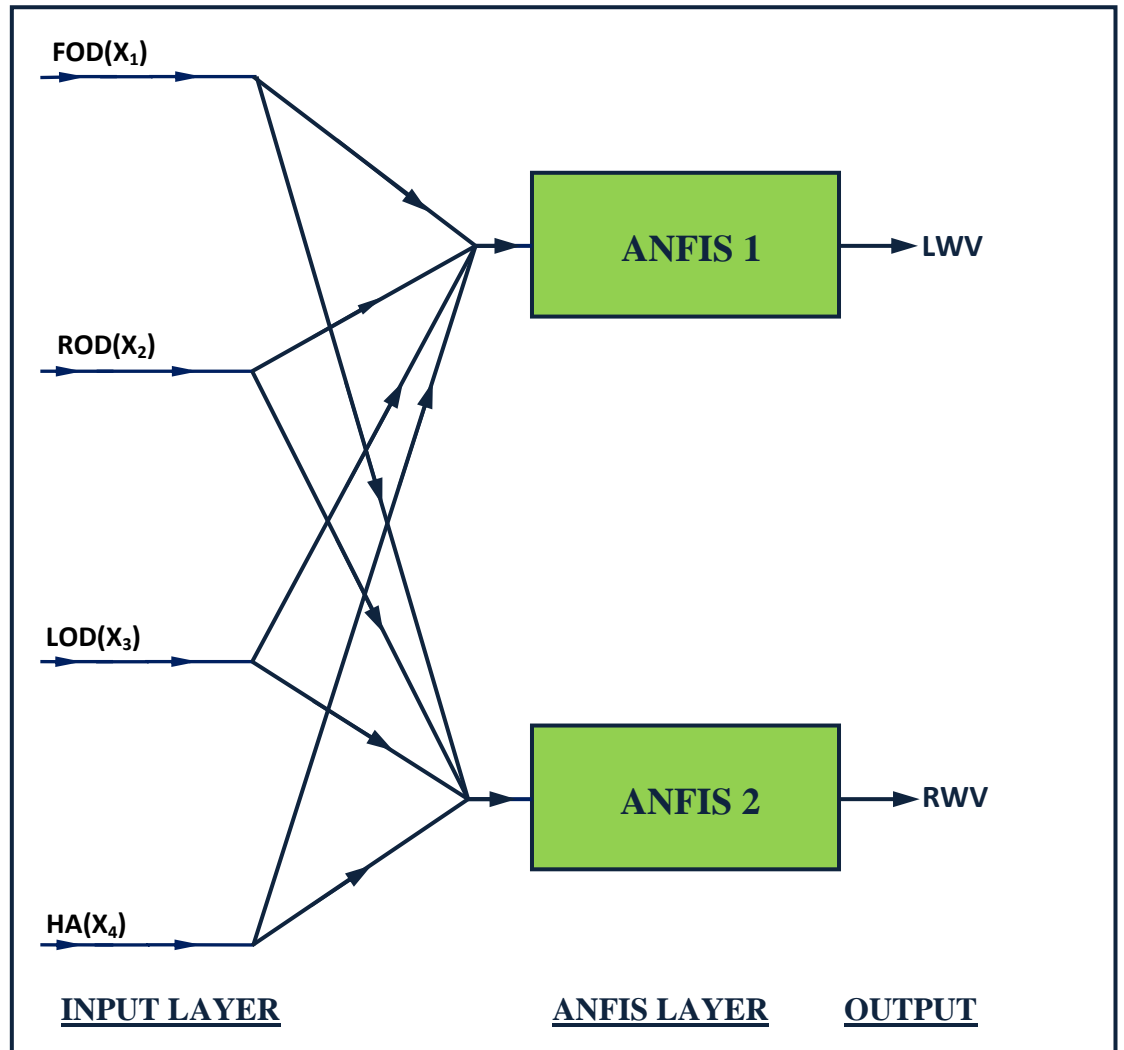 FOD(X₁)
ANFIS 1
LWV
ROD(X₂)
LOD(X₃)
ANFIS 2
RWV
HA(X₄)
INPUT LAYER
ANFIS LAYER
OUTPUT